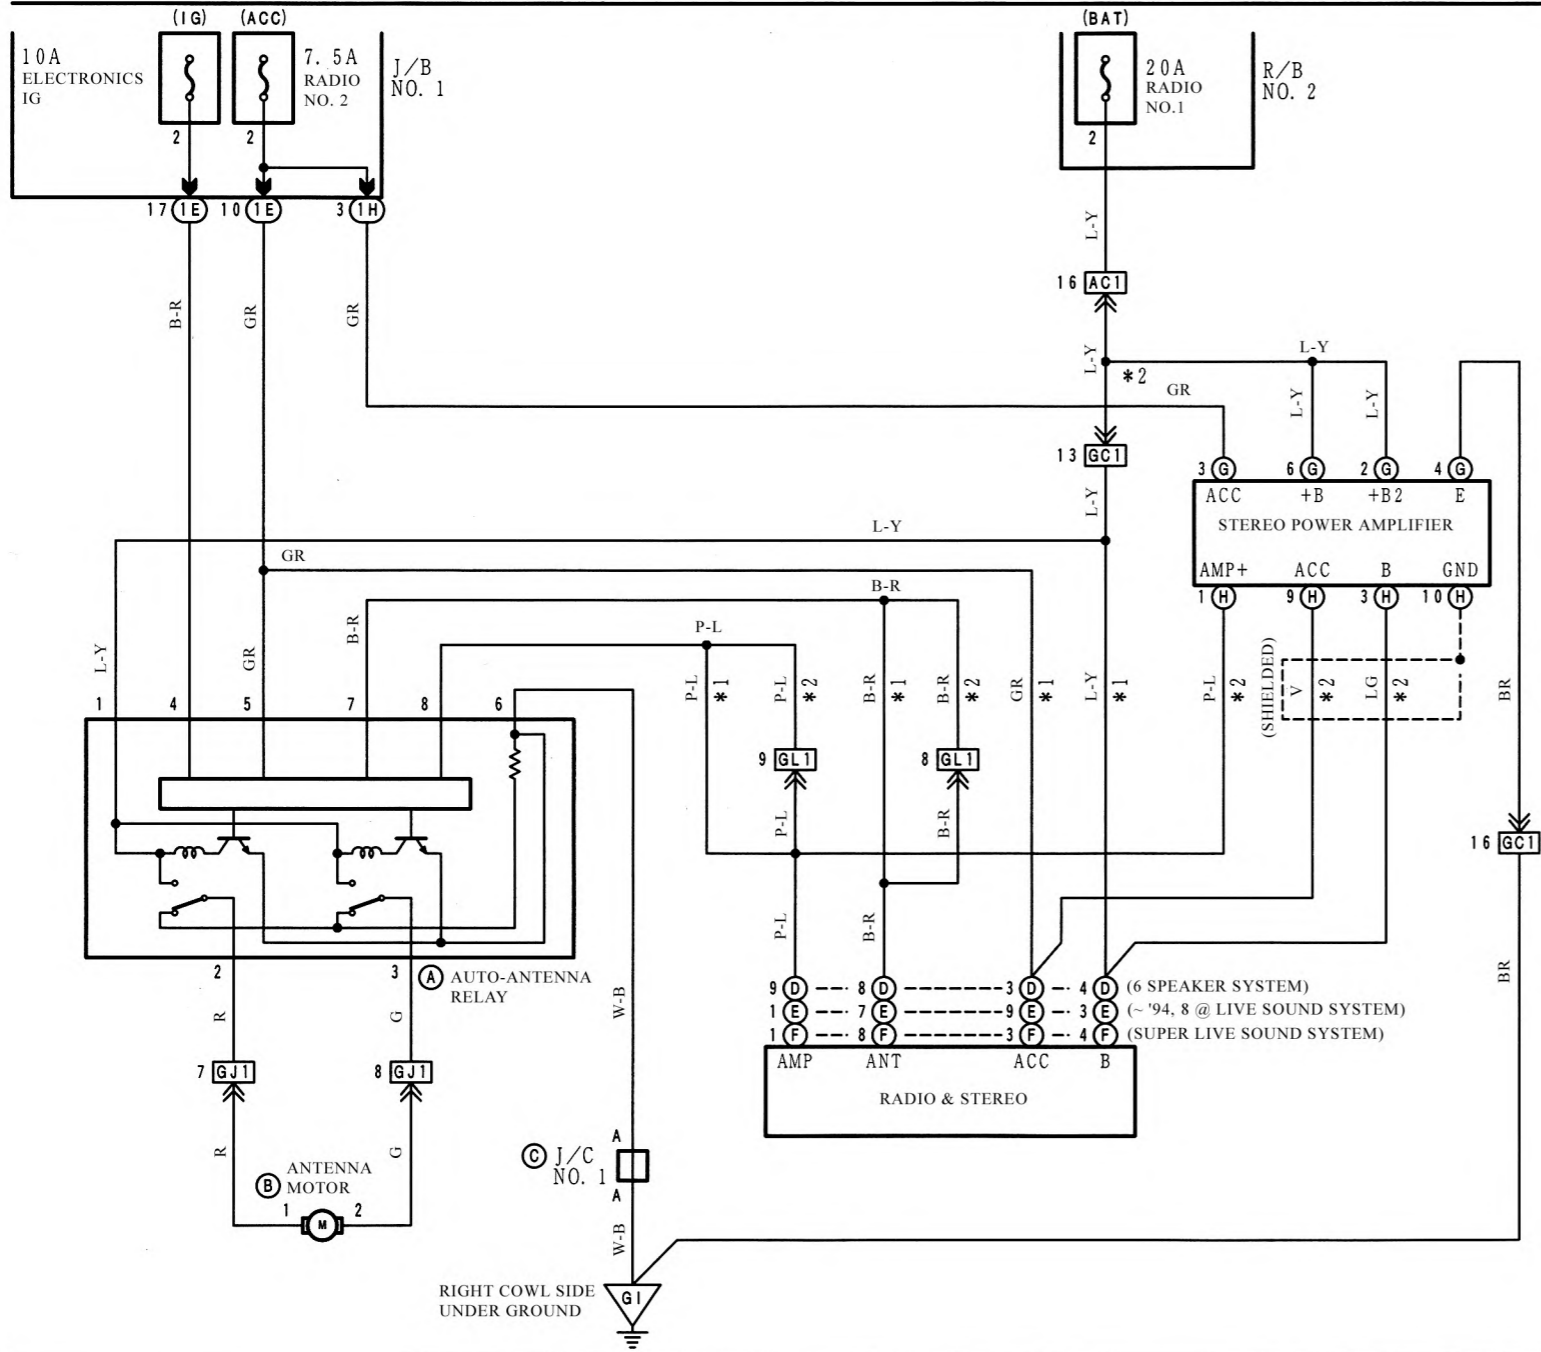 (IG) (ACC) (BAT)
10A
ELECTRONICS
IG
7.5A
RADIO
NO. 2
J/B
NO. 1
20A
RADIO
NO.1
R/B
NO. 2
2 2 2
17 1E 10 1E 3 1H
L-Y
16 AC1
B-R GR GR
L-Y L-Y
*2
GR
L-Y L-Y
13 GC1
3 G 6 G 2 G 4 G
ACC +B +B2 E
L-Y
STEREO POWER AMPLIFIER
L-Y
GR
AMP+ ACC B GND
B-R
1 H 9 H 3 H 10 H
P-L
L-Y GR B-R
(SHIELDED)
P-L *1 P-L *2 B-R *1 B-R *2 GR *1 L-Y *1 P-L *2 V *2 LG *2 BR
1 4 5 7 8 6
9 GL1 8 GL1
P-L B-R
16 GC1
P-L B-R
2 3
A AUTO-ANTENNA
RELAY
BR
9 D 8 D 3 D 4 D (6 SPEAKER SYSTEM)
1 E 7 E 9 E 3 E (~ '94, 8 @ LIVE SOUND SYSTEM)
1 F 8 F 3 F 4 F (SUPER LIVE SOUND SYSTEM)
R G W-B
AMP ANT ACC B
7 GJ1 8 GJ1
RADIO & STEREO
R G
A
C J/C
NO. 1
A
B ANTENNA
MOTOR
1 M 2
W-B
RIGHT COWL SIDE
UNDER GROUND
GI